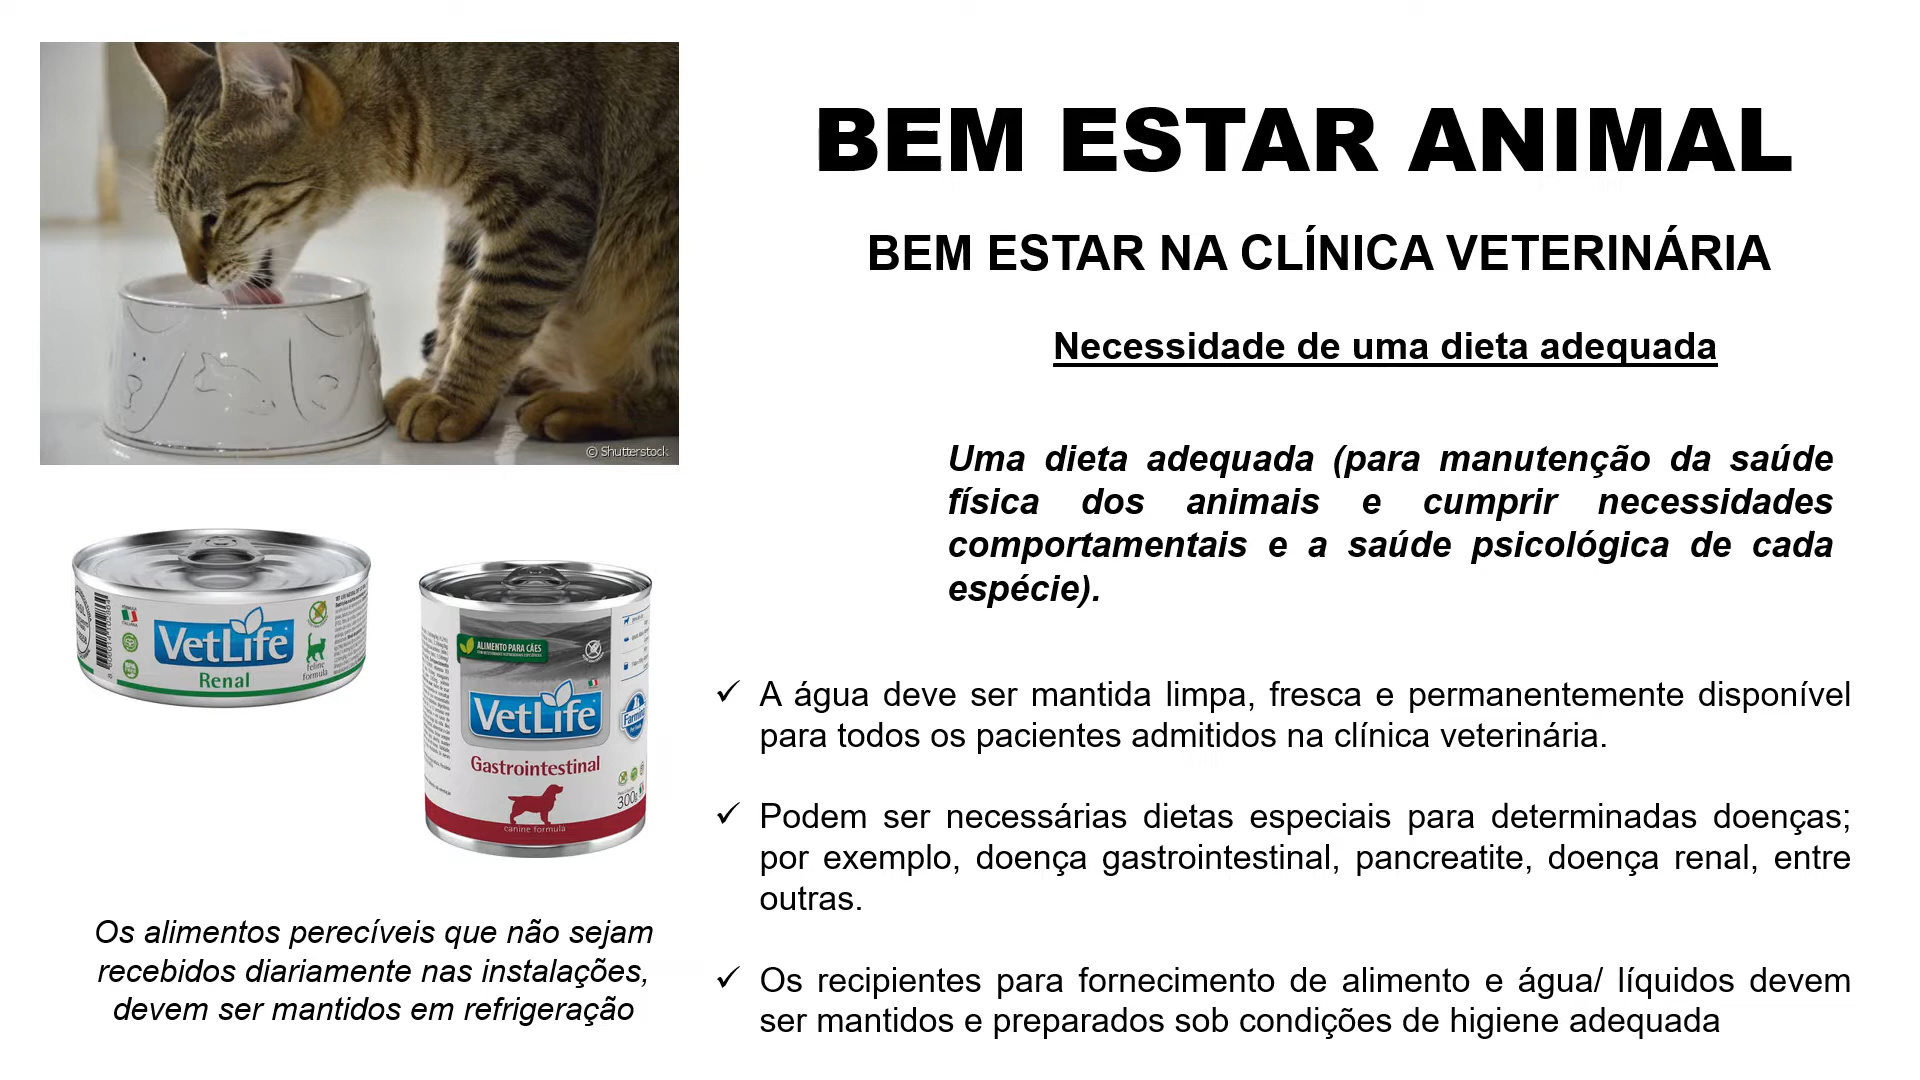 BEM ESTAR ANIMAL
BEM ESTAR NA CLÍNICA VETERINÁRIA
Necessidade de uma dieta adequada
Uma dieta adequada (para manutenção da saúde
física dos animais e cumprir necessidades
comportamentais e a saúde psicológica de cada
espécie).
✓ A água deve ser mantida limpa, fresca e permanentemente disponível
para todos os pacientes admitidos na clínica veterinária.
✓ Podem ser necessárias dietas especiais para determinadas doenças;
por exemplo, doença gastrointestinal, pancreatite, doença renal, entre
outras.
✓ Os recipientes para fornecimento de alimento e água/ líquidos devem
ser mantidos e preparados sob condições de higiene adequada
© Shutterstock
VetLife
Renal
feline
formula
ALIMENTO PARA CÃES
VetLife
Farmina
Gastrointestinal
300g
canine formula
Os alimentos perecíveis que não sejam
recebidos diariamente nas instalações,
devem ser mantidos em refrigeração